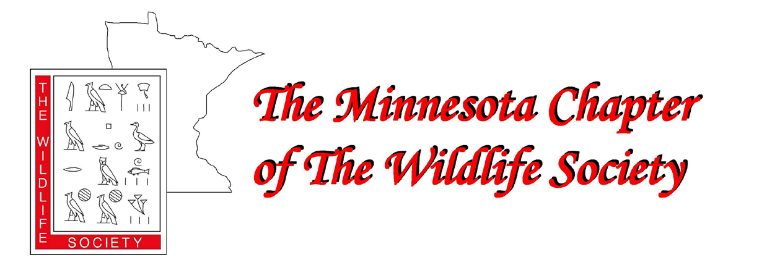 THE WILDLIFE
SOCIETY
The Minnesota Chapter
of The Wildlife Society